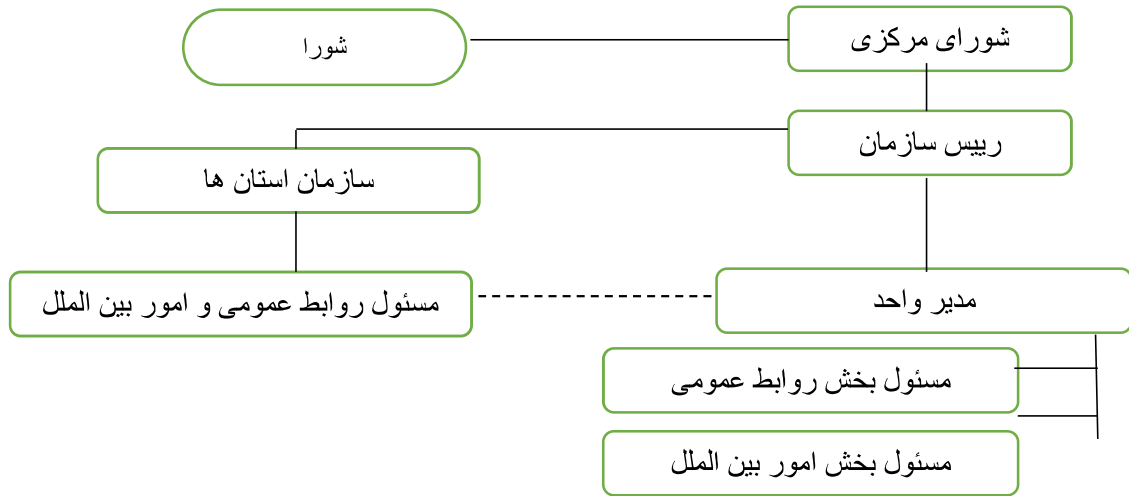 شورای مرکزی
شورا
رییس سازمان
سازمان استان ها
مدیر واحد
مسئول روابط عمومی و امور بین الملل
مسئول بخش روابط عمومی
مسئول بخش امور بین الملل